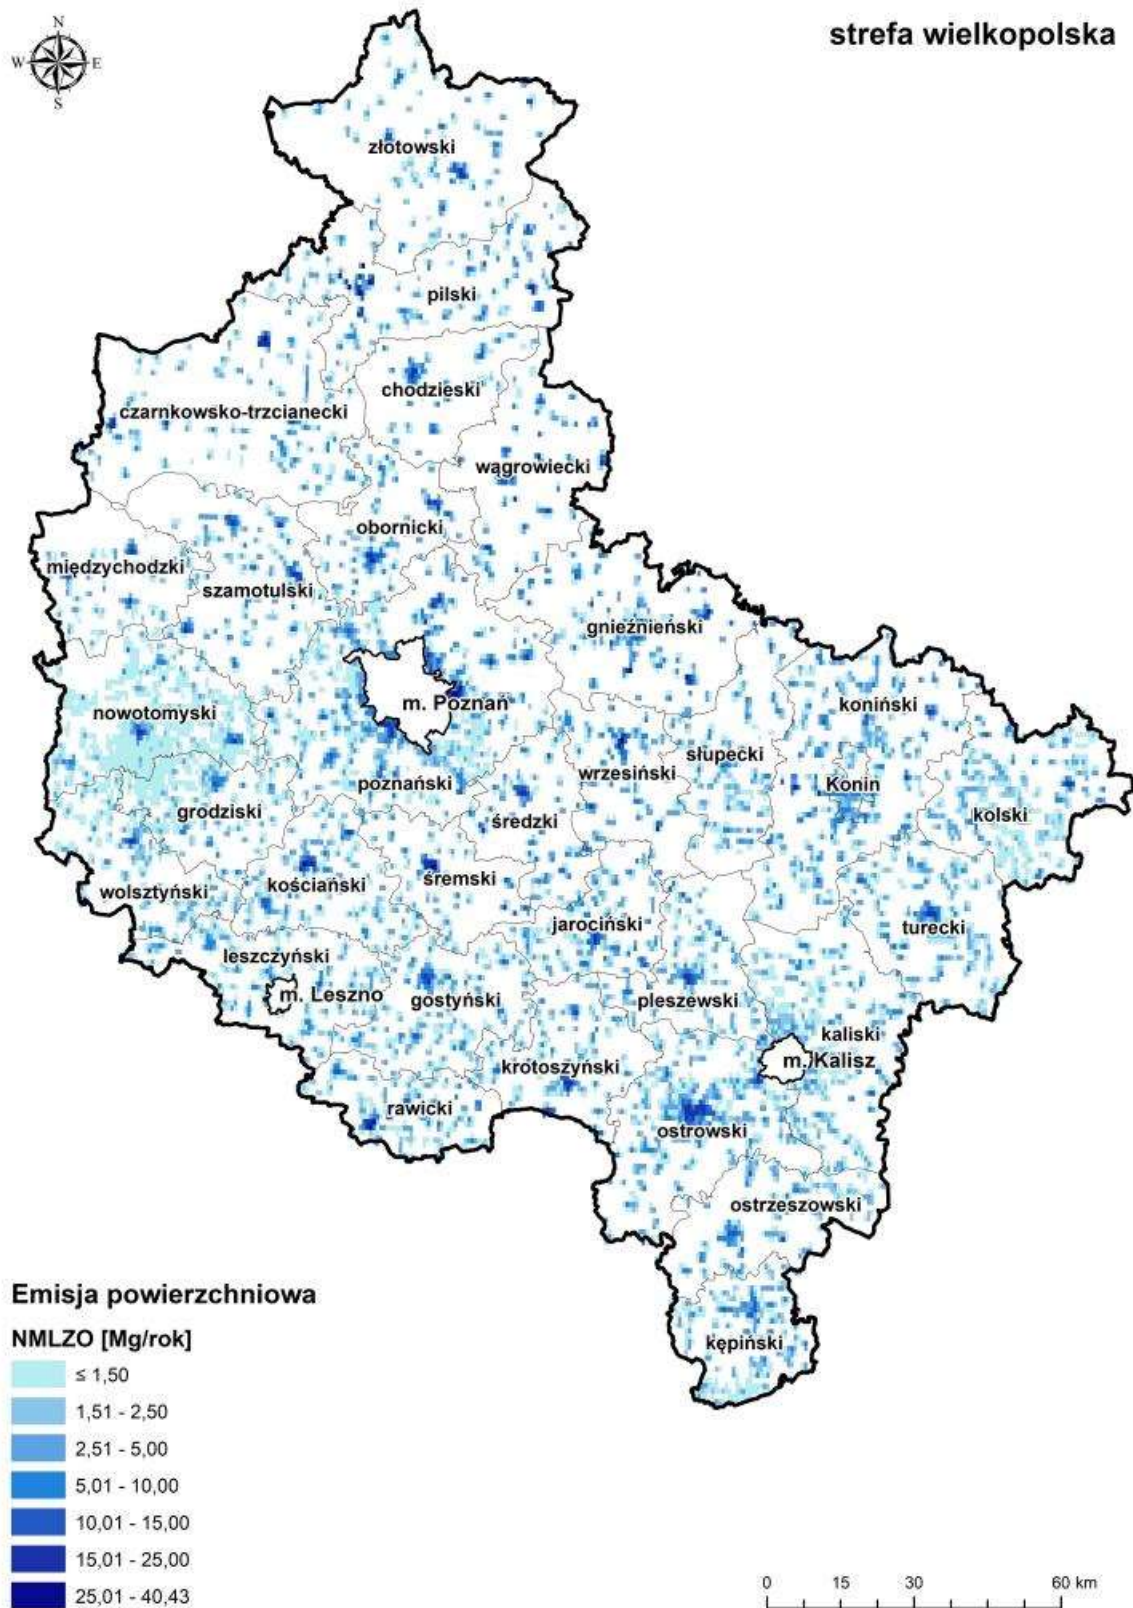 N
strefa wielkopolska
W E
S
złotowski
pilski
chodzieski
czarnkowsko-trzcianecki
wągrowiecki
obornicki
międzychodzki
szamotulski
gnieźnieński
m. Poznań
koniński
nowotomyski
słupecki
wrzesiński
poznański
Konin
grodziski
średzki
kolski
kościański
śremski
wolsztyński
jarociński
turecki
leszczyński
m. Leszno
gostyński
pleszewski
kaliski
m. Kalisz
krotoszyński
rawicki
ostrowski
ostrzeszowski
Emisja powierzchniowa
NMLZO [Mg/rok]
kępiński
≤ 1,50
1,51 - 2,50
2,51 - 5,00
5,01 - 10,00
10,01 - 15,00
15,01 - 25,00
25,01 - 40,43
0 15 30 60 km